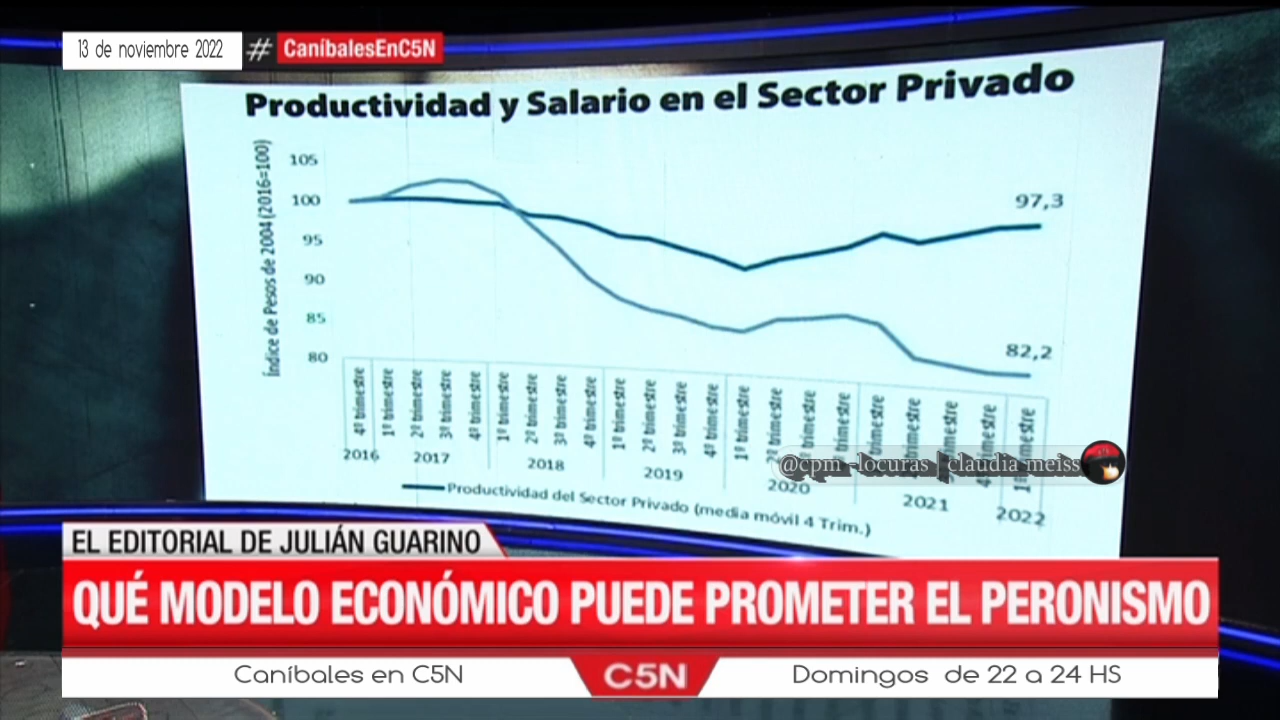 13 de noviembre 2022
#
CaníbalesEnC5N
Productividad y Salario en el Sector Privado
Índice de Pesos de 2004 (2016=100)
105
100
95
90
85
80
97,3
82,2
4º trimestre
1º trimestre
2º trimestre
3º trimestre
4º trimestre
1º trimestre
2º trimestre
3º trimestre
4º trimestre
1º trimestre
2º trimestre
3º trimestre
4º trimestre
1º trimestre
2º trimestre
trimestre
trimestre
trimestre
trimestre
2016
2017
2018
2019
2020
2021
2022
@cpm-locuras claudia meiss
Productividad del Sector Privado (media móvil 4 Trim.)
EL EDITORIAL DE JULIÁN GUARINO
QUÉ MODELO ECONÓMICO PUEDE PROMETER EL PERONISMO
Caníbales en C5N
C5N
Domingos de 22 a 24 HS